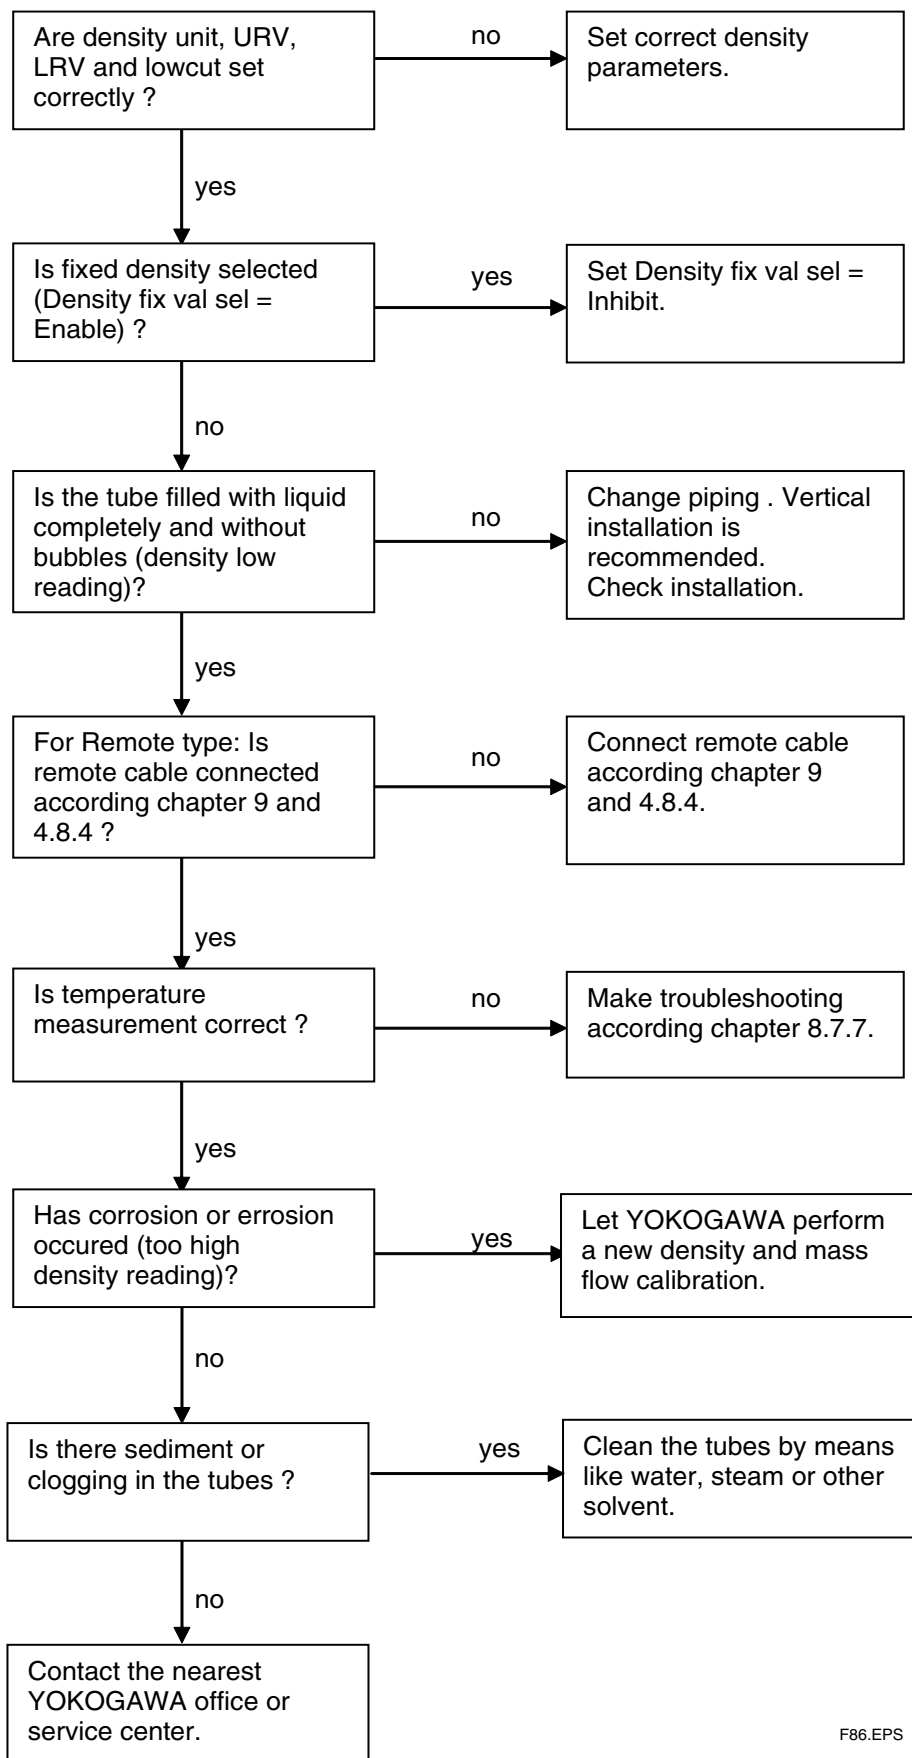 Are density unit, URV,
LRV and lowcut set
correctly ?
no
Set correct density
parameters.
yes
Is fixed density selected
(Density fix val sel =
Enable) ?
yes
Set Density fix val sel =
Inhibit.
no
Is the tube filled with liquid
completely and without
bubbles (density low
reading)?
no
Change piping . Vertical
installation is
recommended.
Check installation.
yes
For Remote type: Is
remote cable connected
according chapter 9 and
4.8.4 ?
no
Connect remote cable
according chapter 9
and 4.8.4.
yes
Is temperature
measurement correct ?
no
Make troubleshooting
according chapter 8.7.7.
yes
Has corrosion or errosion
occured (too high
density reading)?
yes
Let YOKOGAWA perform
a new density and mass
flow calibration.
no
Is there sediment or
clogging in the tubes ?
yes
Clean the tubes by means
like water, steam or other
solvent.
no
Contact the nearest
YOKOGAWA office or
service center.
F86.EPS